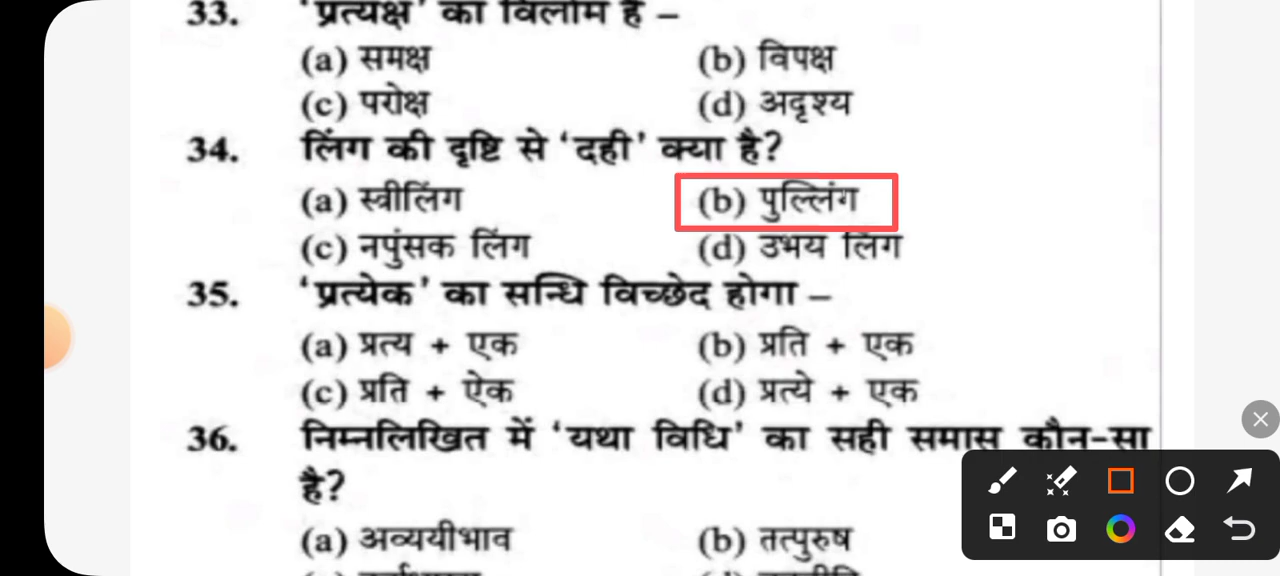 33. 'प्रत्यक्ष' का विलोम है –
(a) समक्ष (b) विपक्ष
(c) परोक्ष (d) अदृश्य
34. लिंग की दृष्टि से 'दही' क्या है?
(a) स्त्रीलिंग (b) पुल्लिंग
(c) नपुंसक लिंग (d) उभय लिंग
35. 'प्रत्येक' का सन्धि विच्छेद होगा –
(a) प्रत्य + एक (b) प्रति + एक
(c) प्रति + ऐक (d) प्रत्ये + एक
36. निम्नलिखित में 'यथा विधि' का सही समास कौन-सा
है?
(a) अव्ययीभाव (b) तत्पुरुष